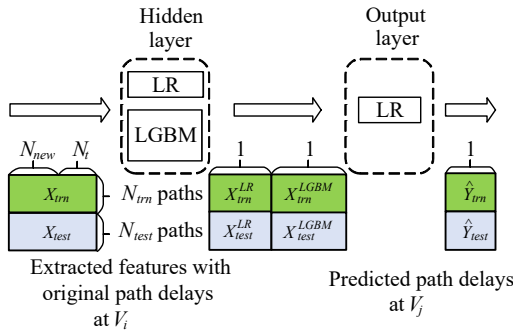 Hidden layer
Output layer
LR
LGBM
LR
N_new N_t
1 1
1
X_trn
N_trn paths
X_trn^LR X_trn^LGBM
Ŷ_trn
X_test
N_test paths
X_test^LR X_test^LGBM
Ŷ_test
Extracted features with
original path delays
at V_i
Predicted path delays
at V_j